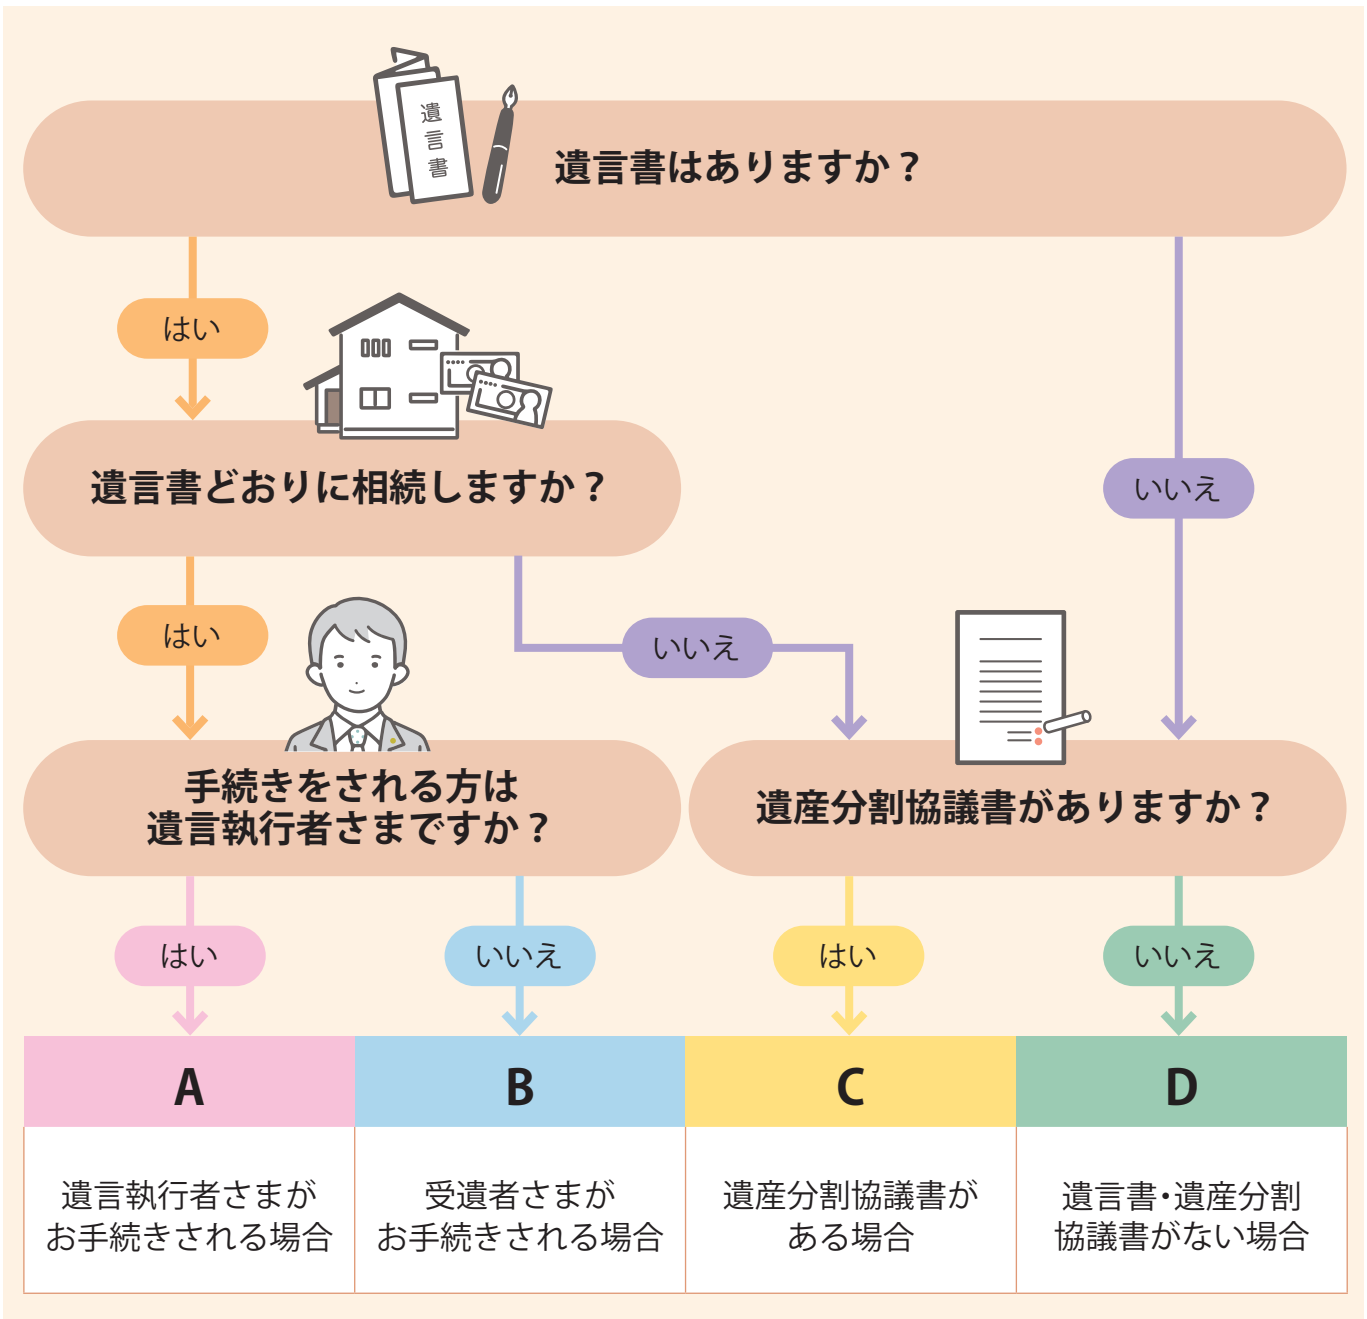 遺言書
遺言書はありますか？
はい
いいえ
遺言書どおりに相続しますか？
はい
いいえ
手続きをされる方は
遺言執行者さまですか？
遺産分割協議書がありますか？
はい
いいえ
はい
いいえ
A
B
C
D
遺言執行者さまが
お手続きされる場合
受遺者さまが
お手続きされる場合
遺産分割協議書が
ある場合
遺言書・遺産分割
協議書がない場合